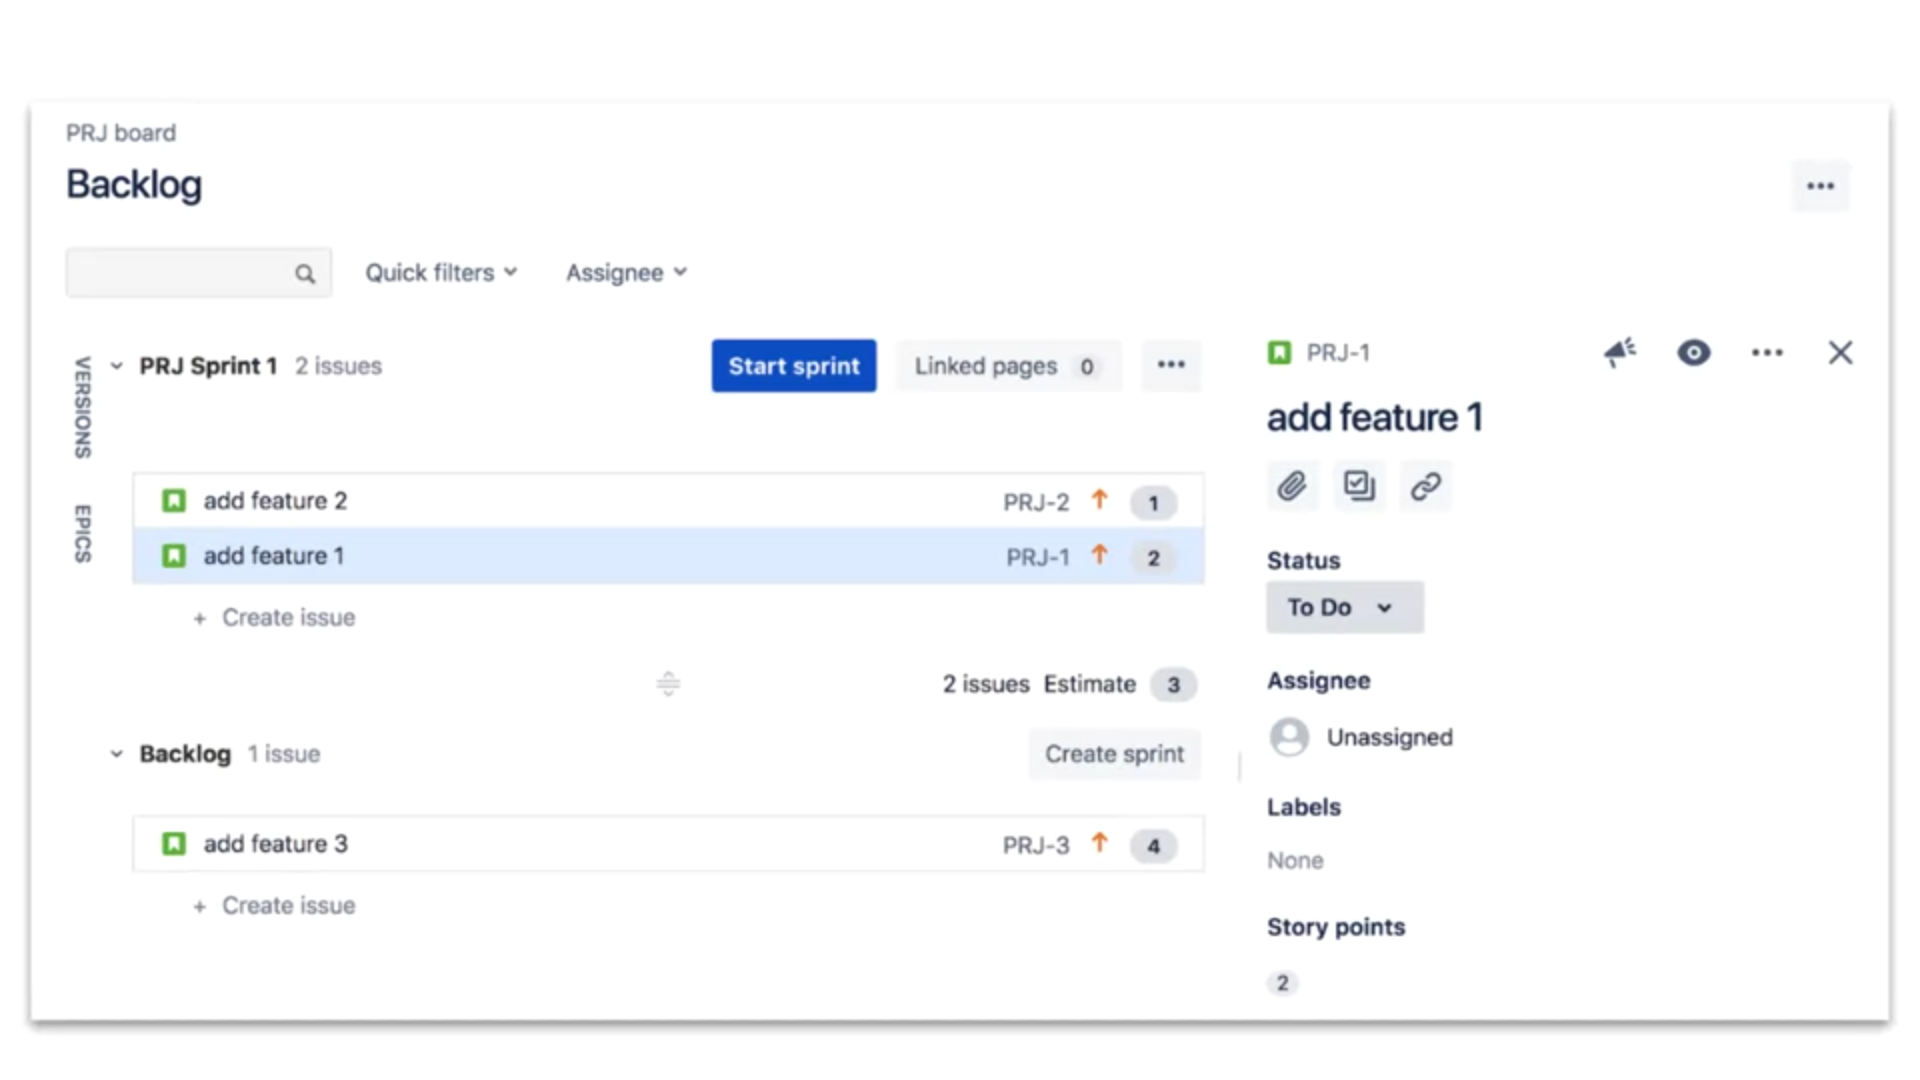 PRJ board
Backlog
Quick filters
Assignee
VERSIONS
EPICS
PRJ Sprint 1 2 issues
Start sprint
Linked pages 0
add feature 2 PRJ-2 1
add feature 1 PRJ-1 2
+ Create issue
2 issues Estimate 3
Backlog 1 issue
Create sprint
add feature 3 PRJ-3 4
+ Create issue
PRJ-1
add feature 1
Status
To Do
Assignee
Unassigned
Labels
None
Story points
2